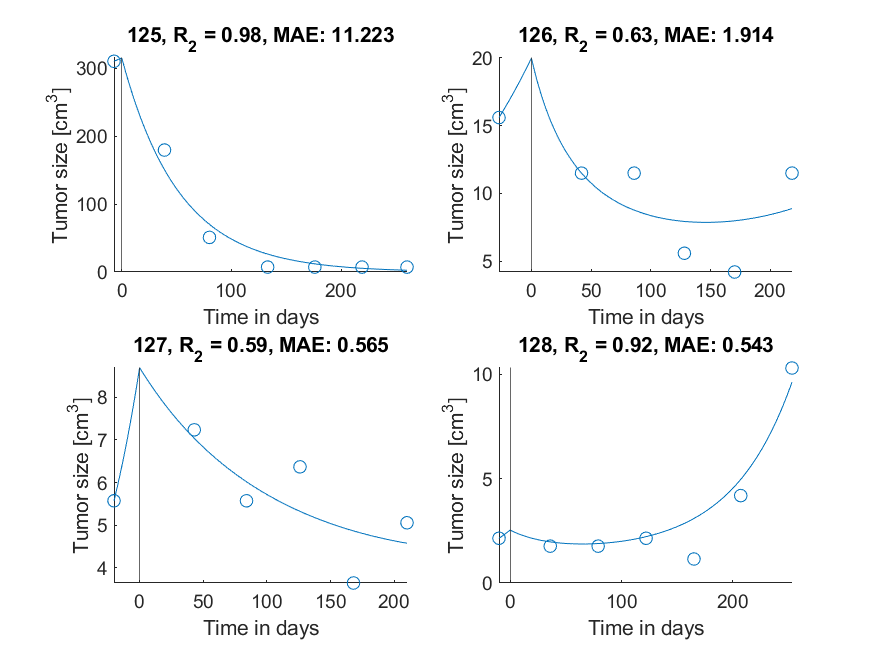 125, R2 = 0.98, MAE: 11.223
Tumor size [cm3]
300
200
100
0
0 100 200
Time in days
126, R2 = 0.63, MAE: 1.914
Tumor size [cm3]
20
15
10
5
0 50 100 150 200
Time in days
127, R2 = 0.59, MAE: 0.565
Tumor size [cm3]
8
7
6
5
4
0 50 100 150 200
Time in days
128, R2 = 0.92, MAE: 0.543
Tumor size [cm3]
10
5
0
0 100 200
Time in days